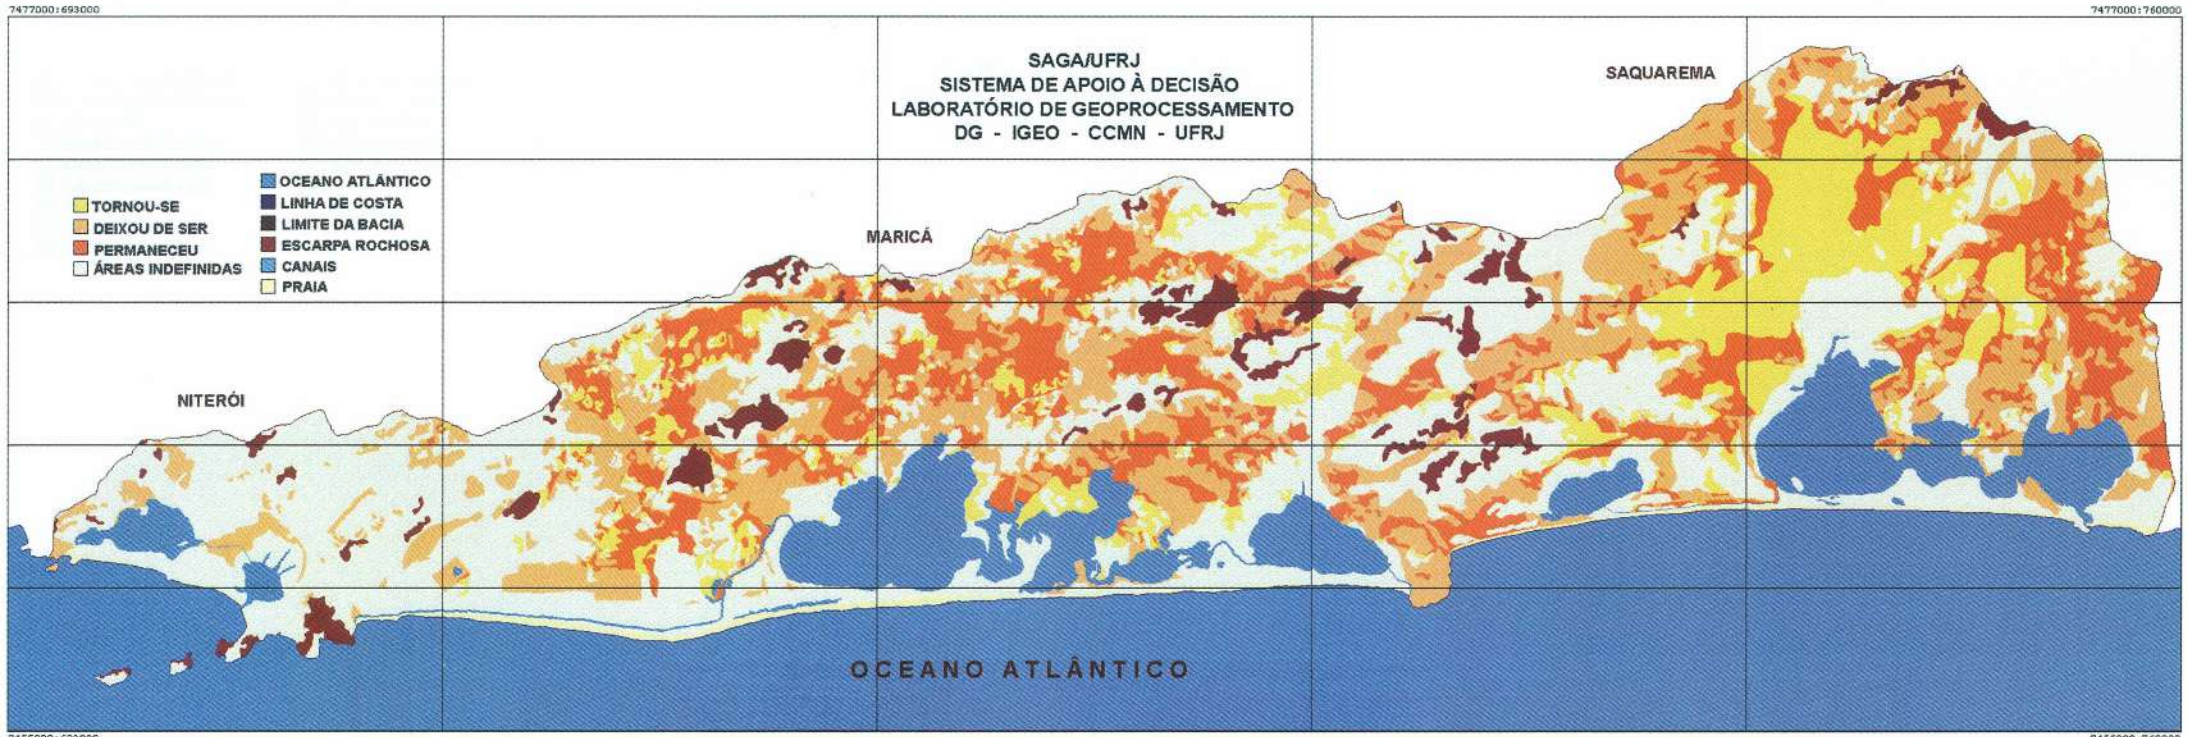 7477000:693000
7477000:760000
SAGA/UFRJ
SISTEMA DE APOIO À DECISÃO
LABORATÓRIO DE GEOPROCESSAMENTO
DG - IGEO - CCMN - UFRJ
SAQUAREMA
TORNOU-SE
DEIXOU DE SER
PERMANECEU
ÁREAS INDEFINIDAS
OCEANO ATLÂNTICO
LINHA DE COSTA
LIMITE DA BACIA
ESCARPA ROCHOSA
CANAIS
PRAIA
MARICÁ
NITERÓI
OCEANO ATLÂNTICO